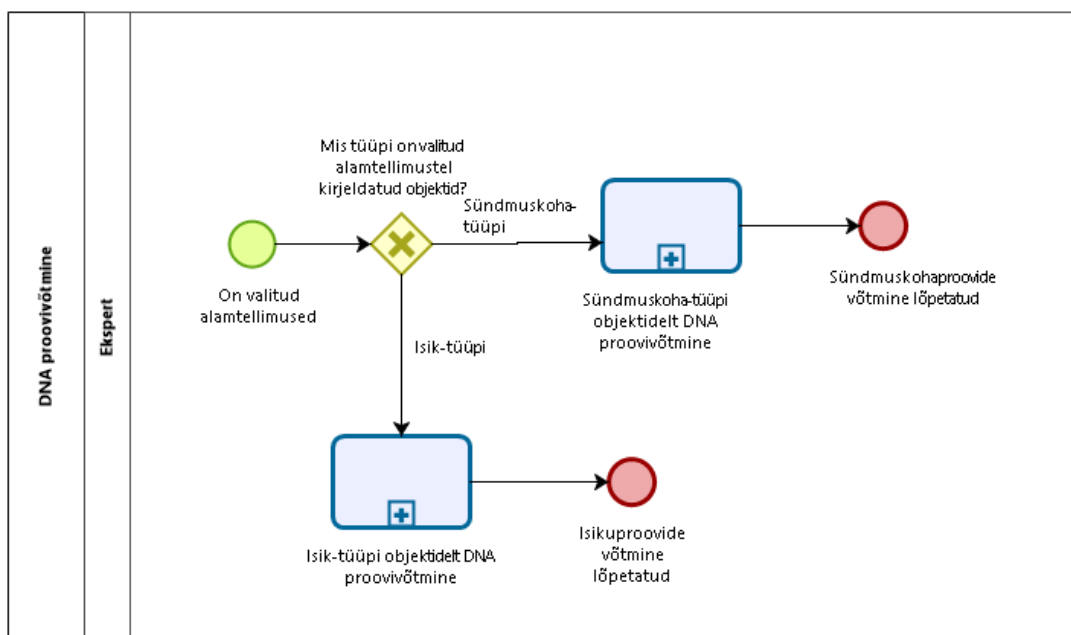 DNA proovivõtmine
Ekspert
Mis tüüpi on valitud
alamtellimustel
kirjeldatud objektid?
Sündmuskoha-
tüüpi
On valitud
alamtellimused
Sündmuskoha-tüüpi
objektidelt DNA
proovivõtmine
Sündmuskohaproovide
võtmine lõpetatud
Isik-tüüpi
Isik-tüüpi objektidelt DNA
proovivõtmine
Isikuproovide
võtmine
lõpetatud